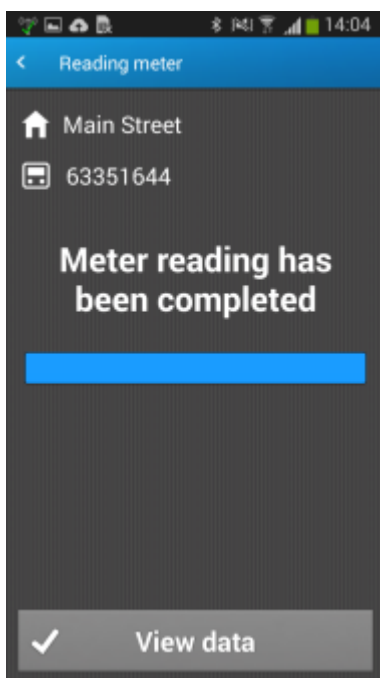 14:04
Reading meter
Main Street
63351644
Meter reading has
been completed
View data